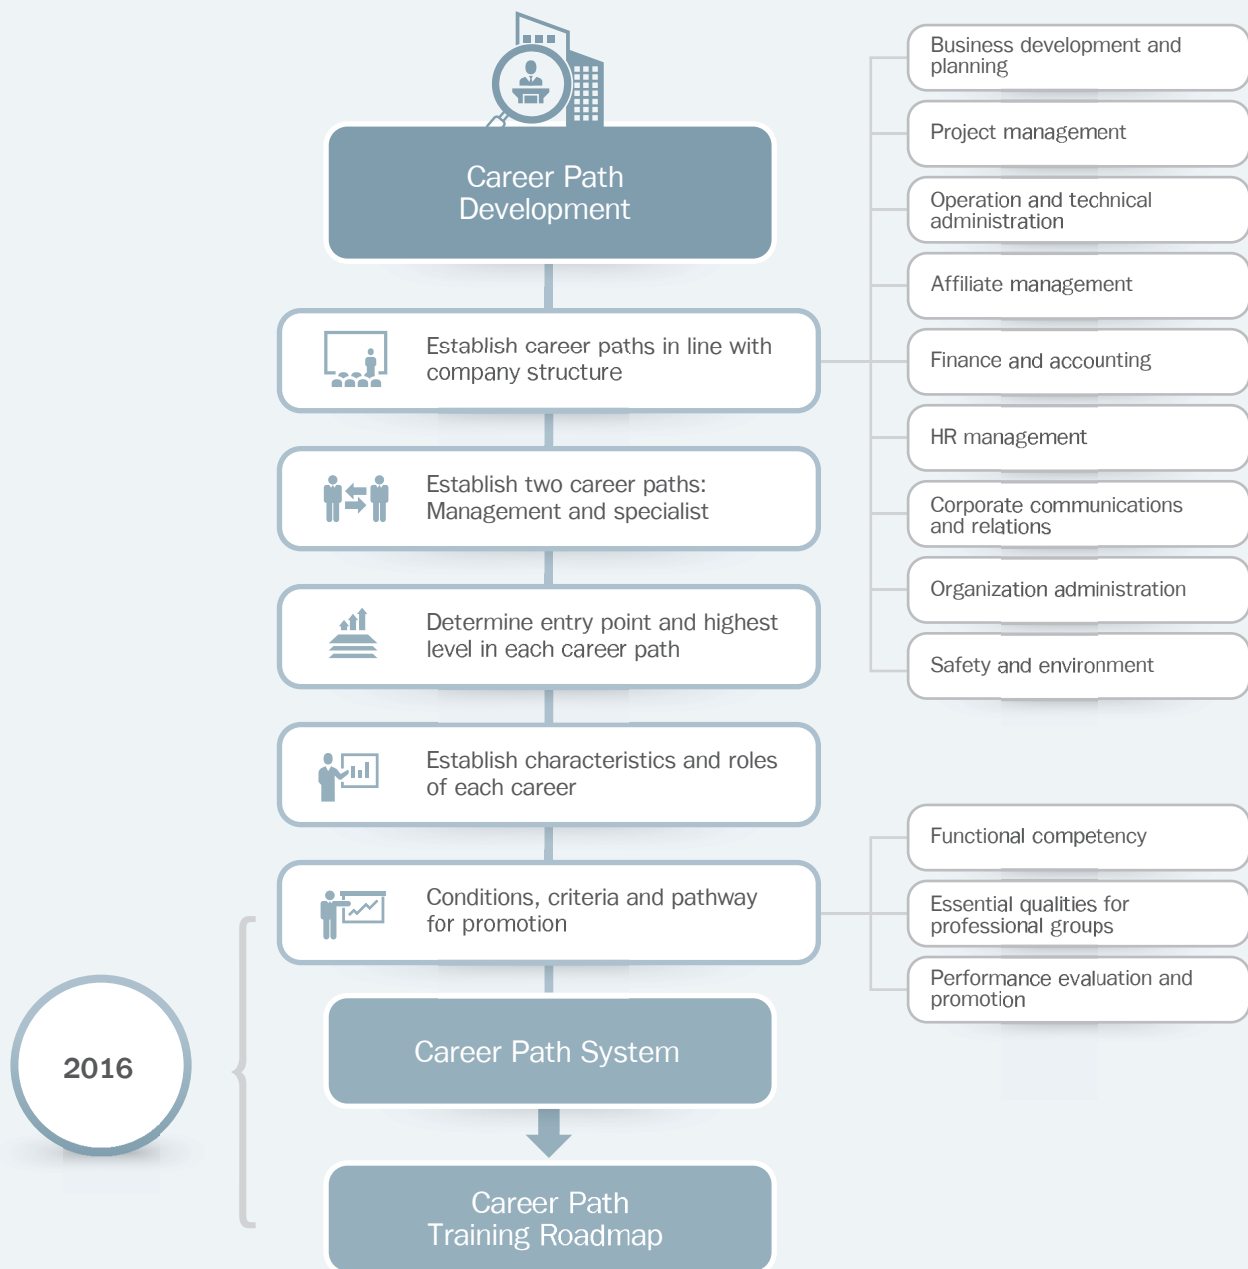 Career Path
Development
Establish career paths in line with
company structure
Business development and
planning
Project management
Operation and technical
administration
Affiliate management
Finance and accounting
HR management
Corporate communications
and relations
Organization administration
Safety and environment
Establish two career paths:
Management and specialist
Determine entry point and highest
level in each career path
Establish characteristics and roles
of each career
Conditions, criteria and pathway
for promotion
Functional competency
Essential qualities for
professional groups
Performance evaluation and
promotion
2016
Career Path System
Career Path
Training Roadmap